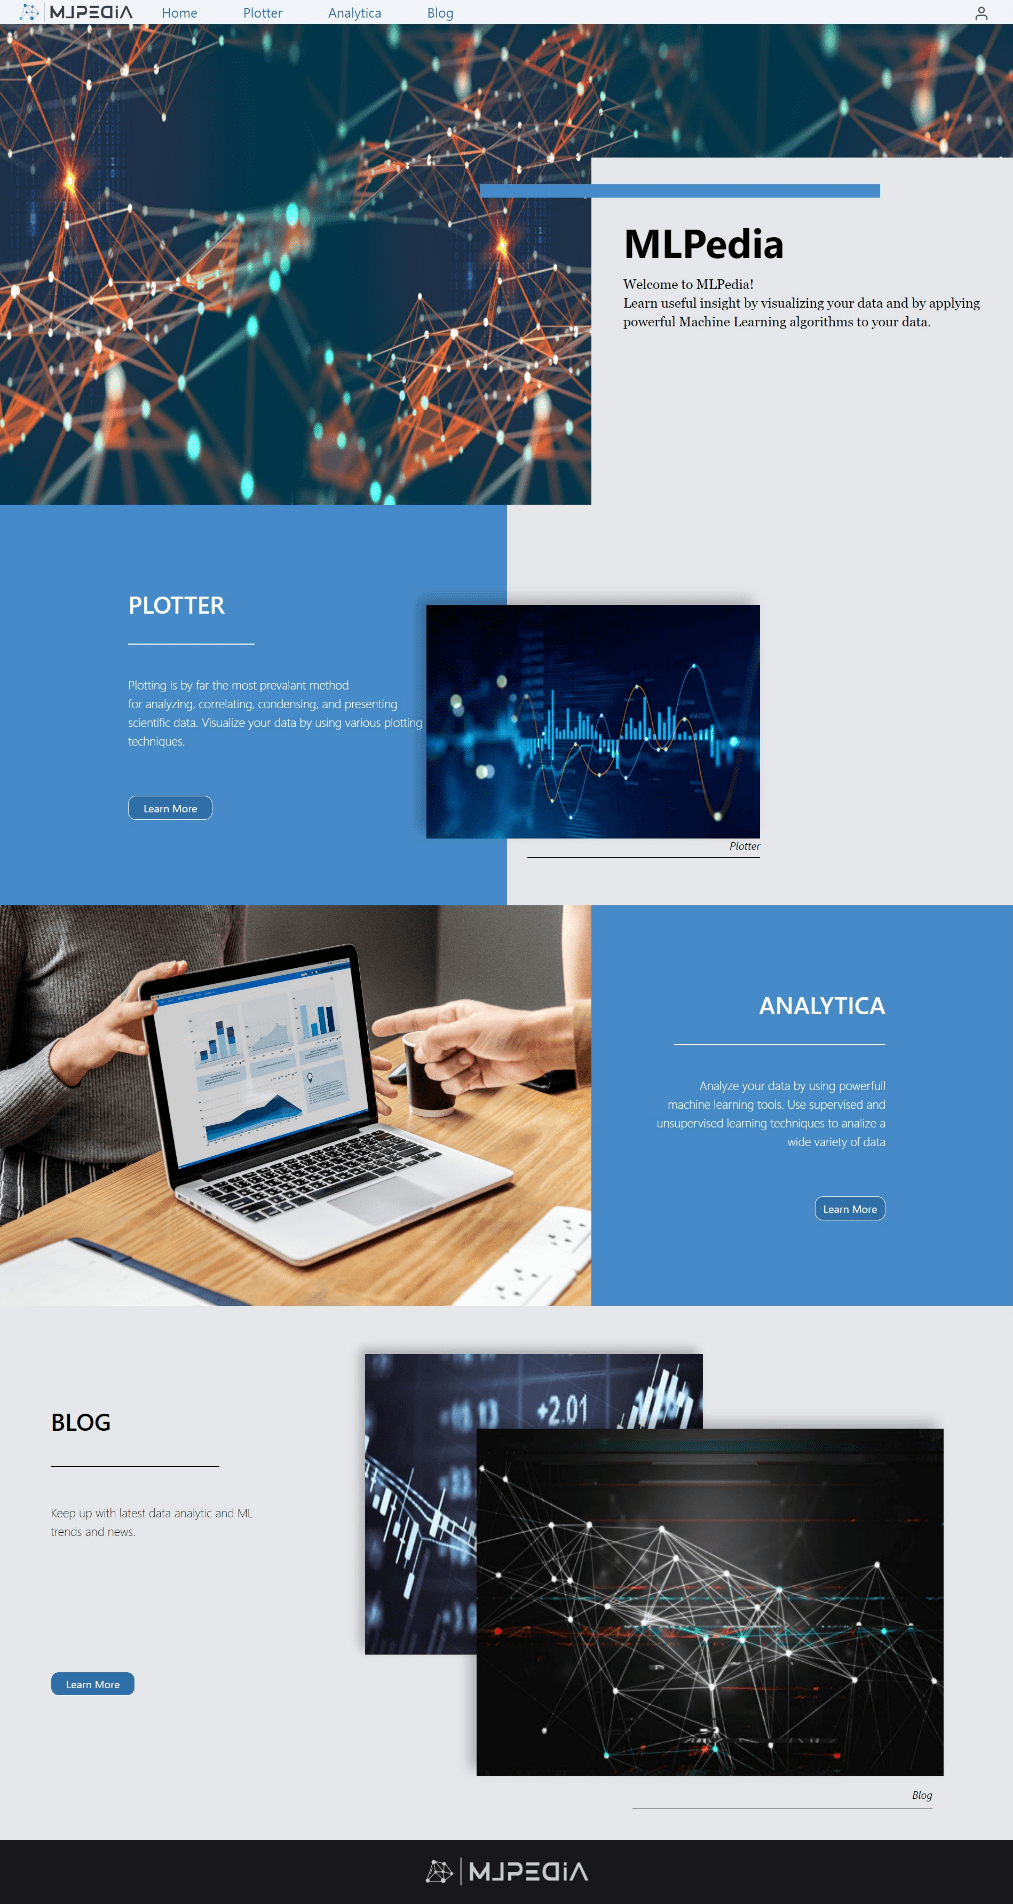 MLPEDiA
Home Plotter Analytica Blog
MLPedia
Welcome to MLPedia!
Learn useful insight by visualizing your data and by applying
powerful Machine Learning algorithms to your data.
PLOTTER
Plotting is by far the most prevalant method
for analyzing, correlating, condensing, and presenting
scientific data. Visualize your data by using various plotting
techniques.
Learn More
Plotter
ANALYTICA
Analyze your data by using powerfull
machine learning tools. Use supervised and
unsupervised learning techniques to analize a
wide variety of data
Learn More
+2.01
BLOG
Keep up with latest data analytic and ML
trends and news.
Learn More
Blog
MLPEDiA